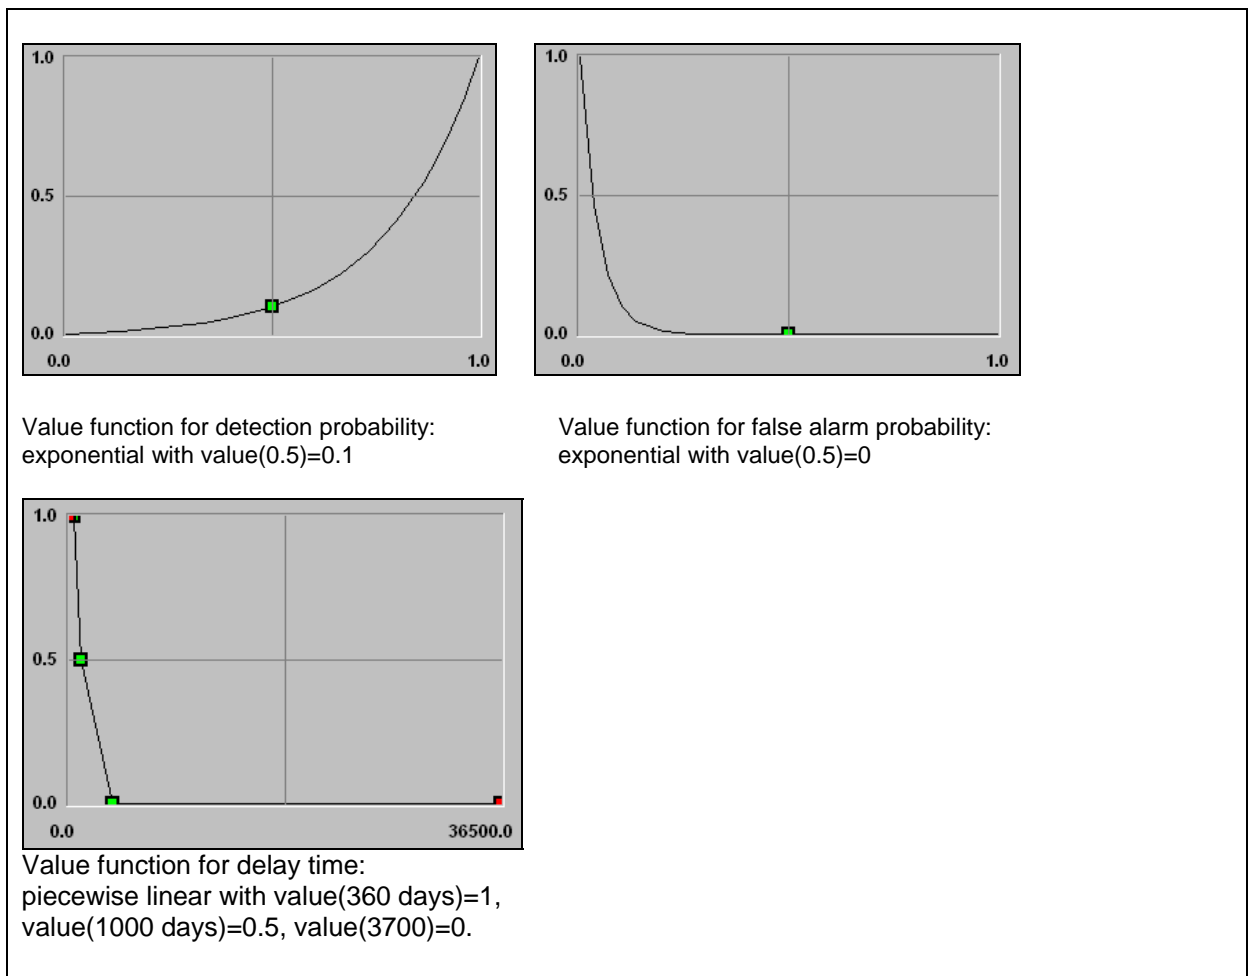 1.0
0.5
0.0
0.0 1.0
1.0
0.5
0.0
0.0 1.0
Value function for detection probability:
exponential with value(0.5)=0.1
Value function for false alarm probability:
exponential with value(0.5)=0
1.0
0.5
0.0
0.0 36500.0
Value function for delay time:
piecewise linear with value(360 days)=1,
value(1000 days)=0.5, value(3700)=0.